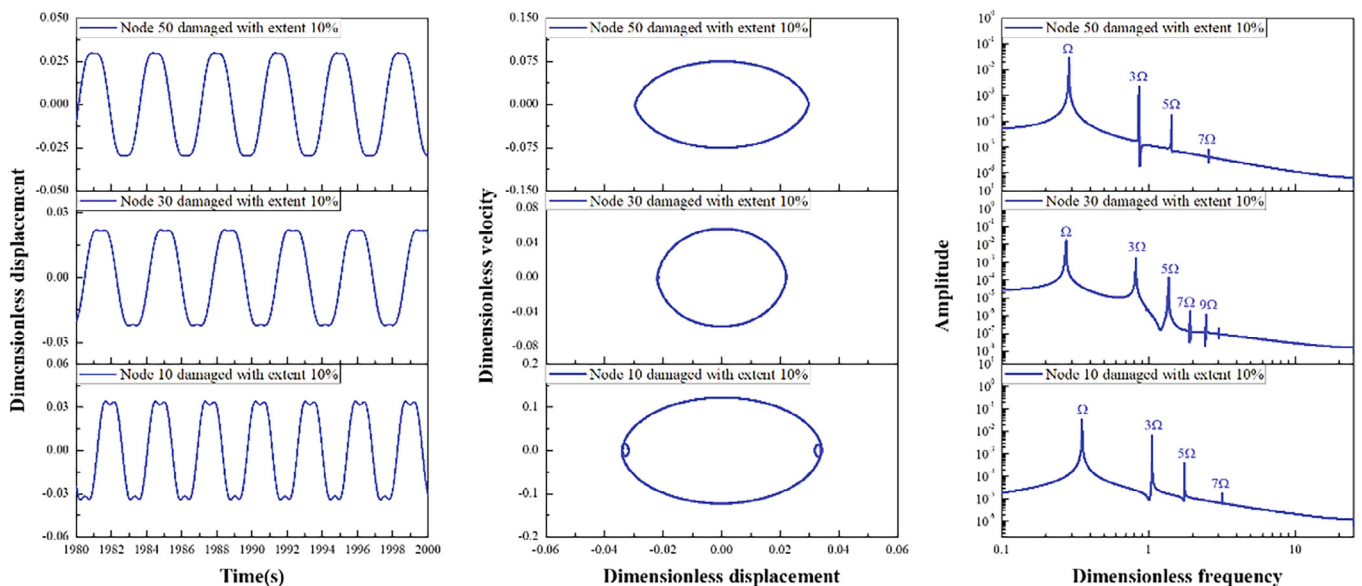 Dimensionless displacement
0.050
0.025
0.000
-0.025
-0.050
Node 50 damaged with extent 10%
0.03
0.00
-0.03
Node 30 damaged with extent 10%
0.06
0.03
0.00
-0.03
-0.06
Node 10 damaged with extent 10%
1980 1982 1984 1986 1988 1990 1992 1994 1996 1998 2000
Time(s)
Dimensionless velocity
0.150
0.075
0.000
-0.075
-0.150
Node 50 damaged with extent 10%
0.08
0.04
0.00
-0.04
-0.08
Node 30 damaged with extent 10%
0.2
0.1
0.0
-0.1
-0.2
Node 10 damaged with extent 10%
-0.06 -0.04 -0.02 0.00 0.02 0.04 0.06
Dimensionless displacement
Amplitude
Node 50 damaged with extent 10%
Ω 3Ω 5Ω 7Ω
Node 30 damaged with extent 10%
Ω 3Ω 5Ω 7Ω 9Ω
Node 10 damaged with extent 10%
Ω 3Ω 5Ω 7Ω
0.1 1 10
Dimensionless frequency